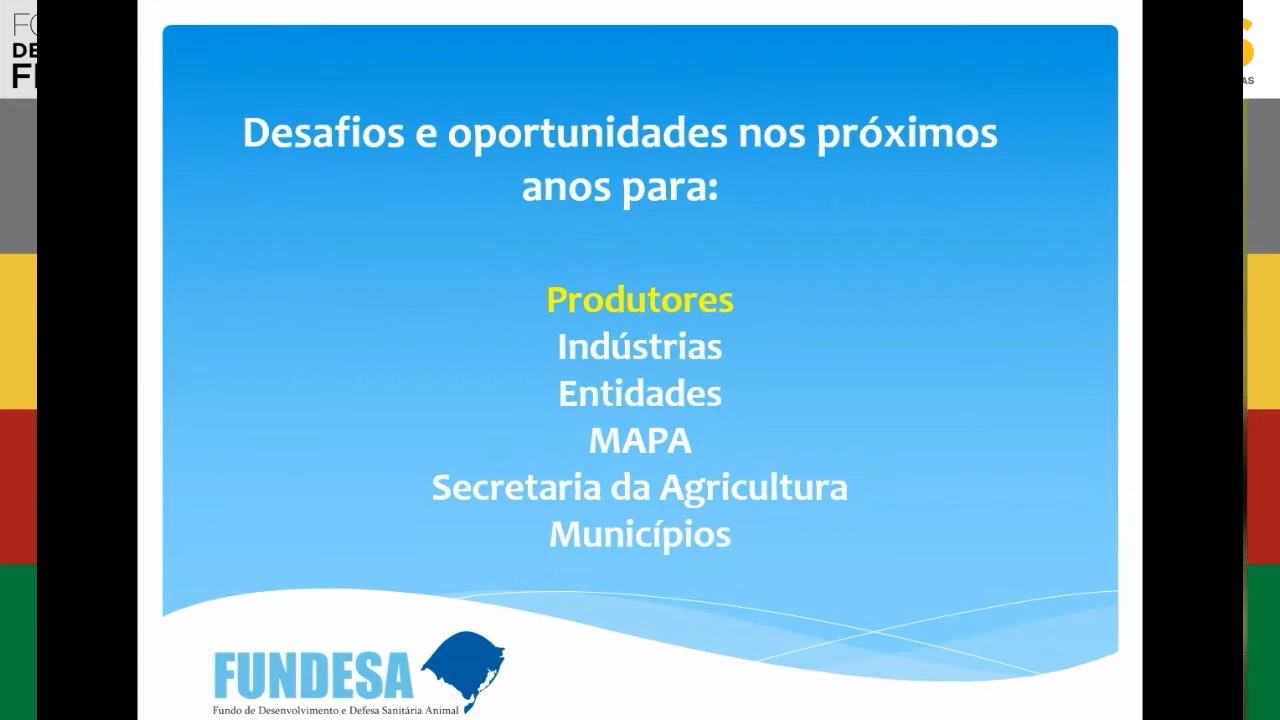 Desafios e oportunidades nos próximos
anos para:
Produtores
Indústrias
Entidades
MAPA
Secretaria da Agricultura
Municípios
FUNDESA
Fundo de Desenvolvimento e Defesa Sanitária Animal